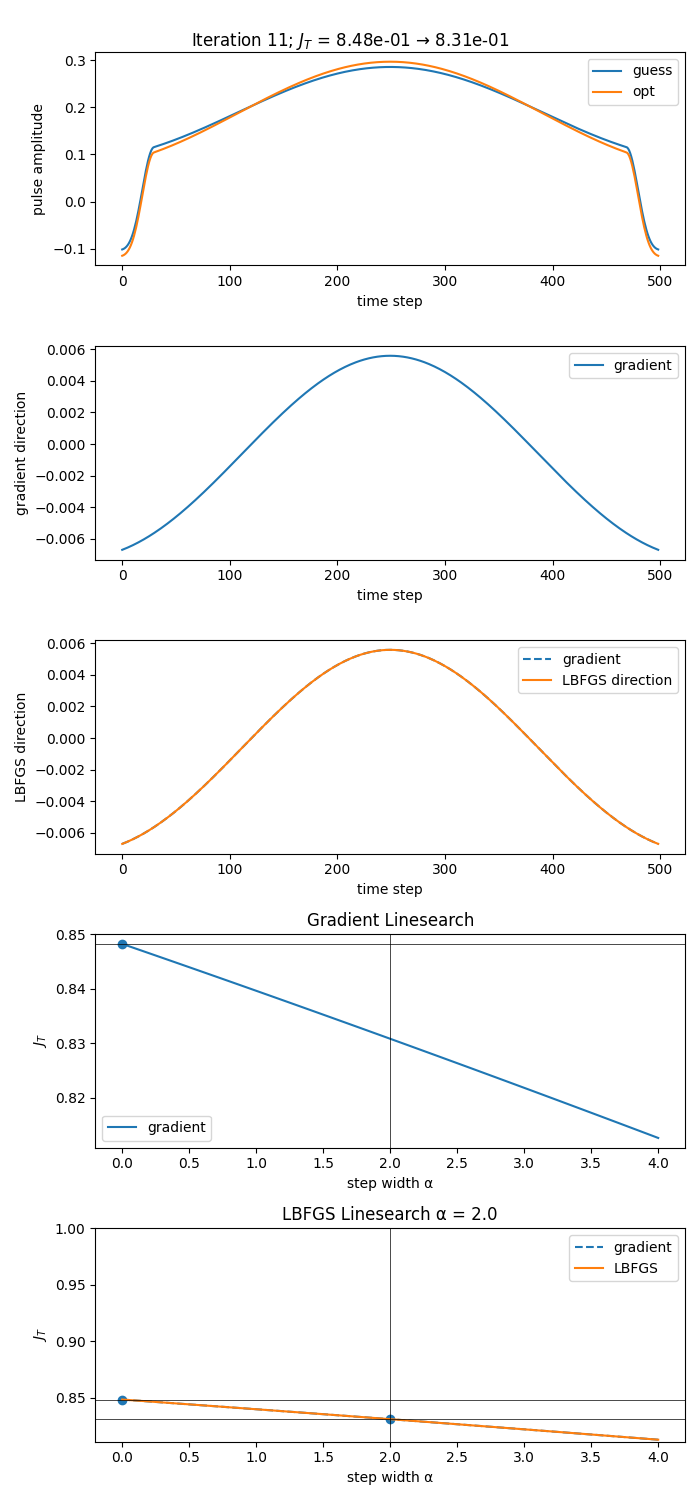 Iteration 11; J_T = 8.48e-01 → 8.31e-01
0.3
0.2
0.1
0.0
−0.1
pulse amplitude
guess
opt
0 100 200 300 400 500
time step
0.006
0.004
0.002
0.000
−0.002
−0.004
−0.006
gradient direction
gradient
0 100 200 300 400 500
time step
0.006
0.004
0.002
0.000
−0.002
−0.004
−0.006
LBFGS direction
gradient
LBFGS direction
0 100 200 300 400 500
time step
Gradient Linesearch
0.85
0.84
0.83
0.82
J_T
gradient
0.0 0.5 1.0 1.5 2.0 2.5 3.0 3.5 4.0
step width α
LBFGS Linesearch α = 2.0
1.00
0.95
0.90
0.85
J_T
gradient
LBFGS
0.0 0.5 1.0 1.5 2.0 2.5 3.0 3.5 4.0
step width α